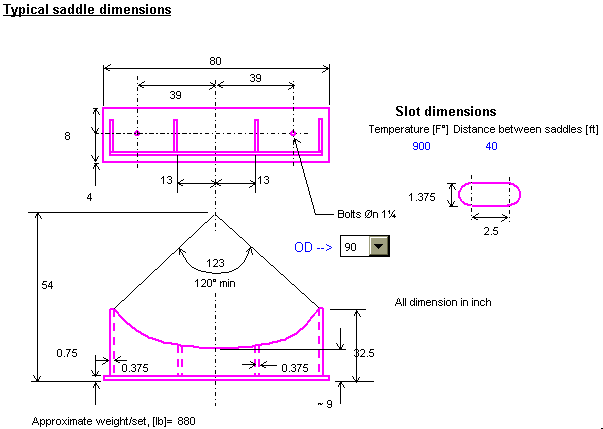 Typical saddle dimensions
80
39
39
Slot dimensions
Temperature [F°] Distance between saddles [ft]
900 40
8
4
13 13
1.375
2.5
Bolts Øn 1¼
OD --> 90
54
123
120° min
All dimension in inch
0.75
0.375
0.375
32.5
~ 9
Approximate weight/set, [lb]= 880